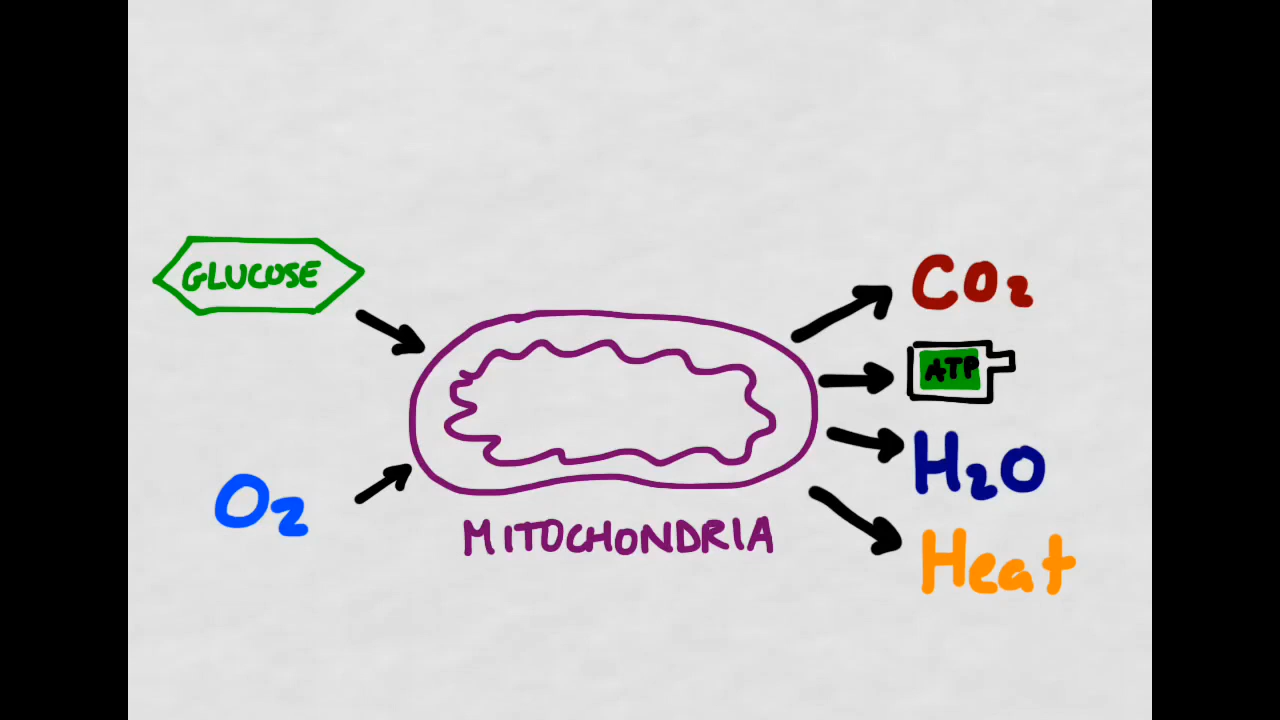 GLUCOSE
O2
MITOCHONDRIA
CO2
ATP
H2O
Heat